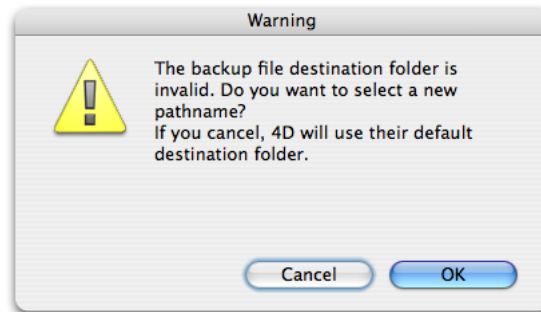 Warning
The backup file destination folder is
invalid. Do you want to select a new
pathname?
If you cancel, 4D will use their default
destination folder.
Cancel
OK